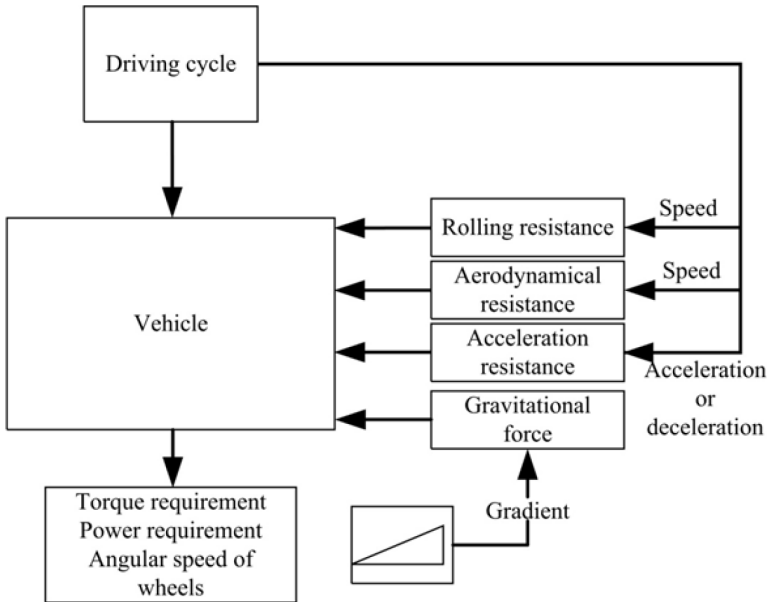 Driving cycle
Speed
Rolling resistance
Speed
Aerodynamical
resistance
Vehicle
Acceleration
resistance
Acceleration
or
deceleration
Gravitational
force
Torque requirement
Power requirement
Angular speed of
wheels
Gradient